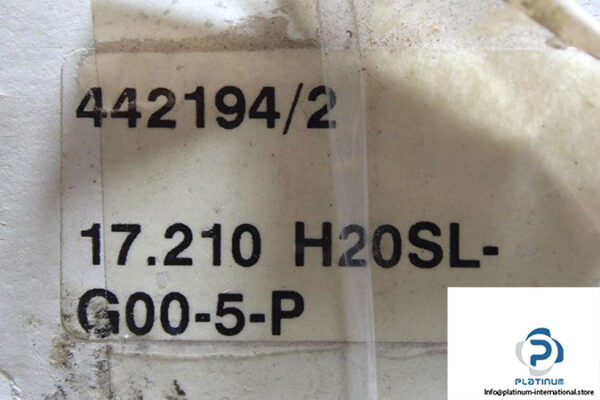 442194/2
17.210 H20SL-
G00-5-P
PLATINUM
Info@platinum-international.store